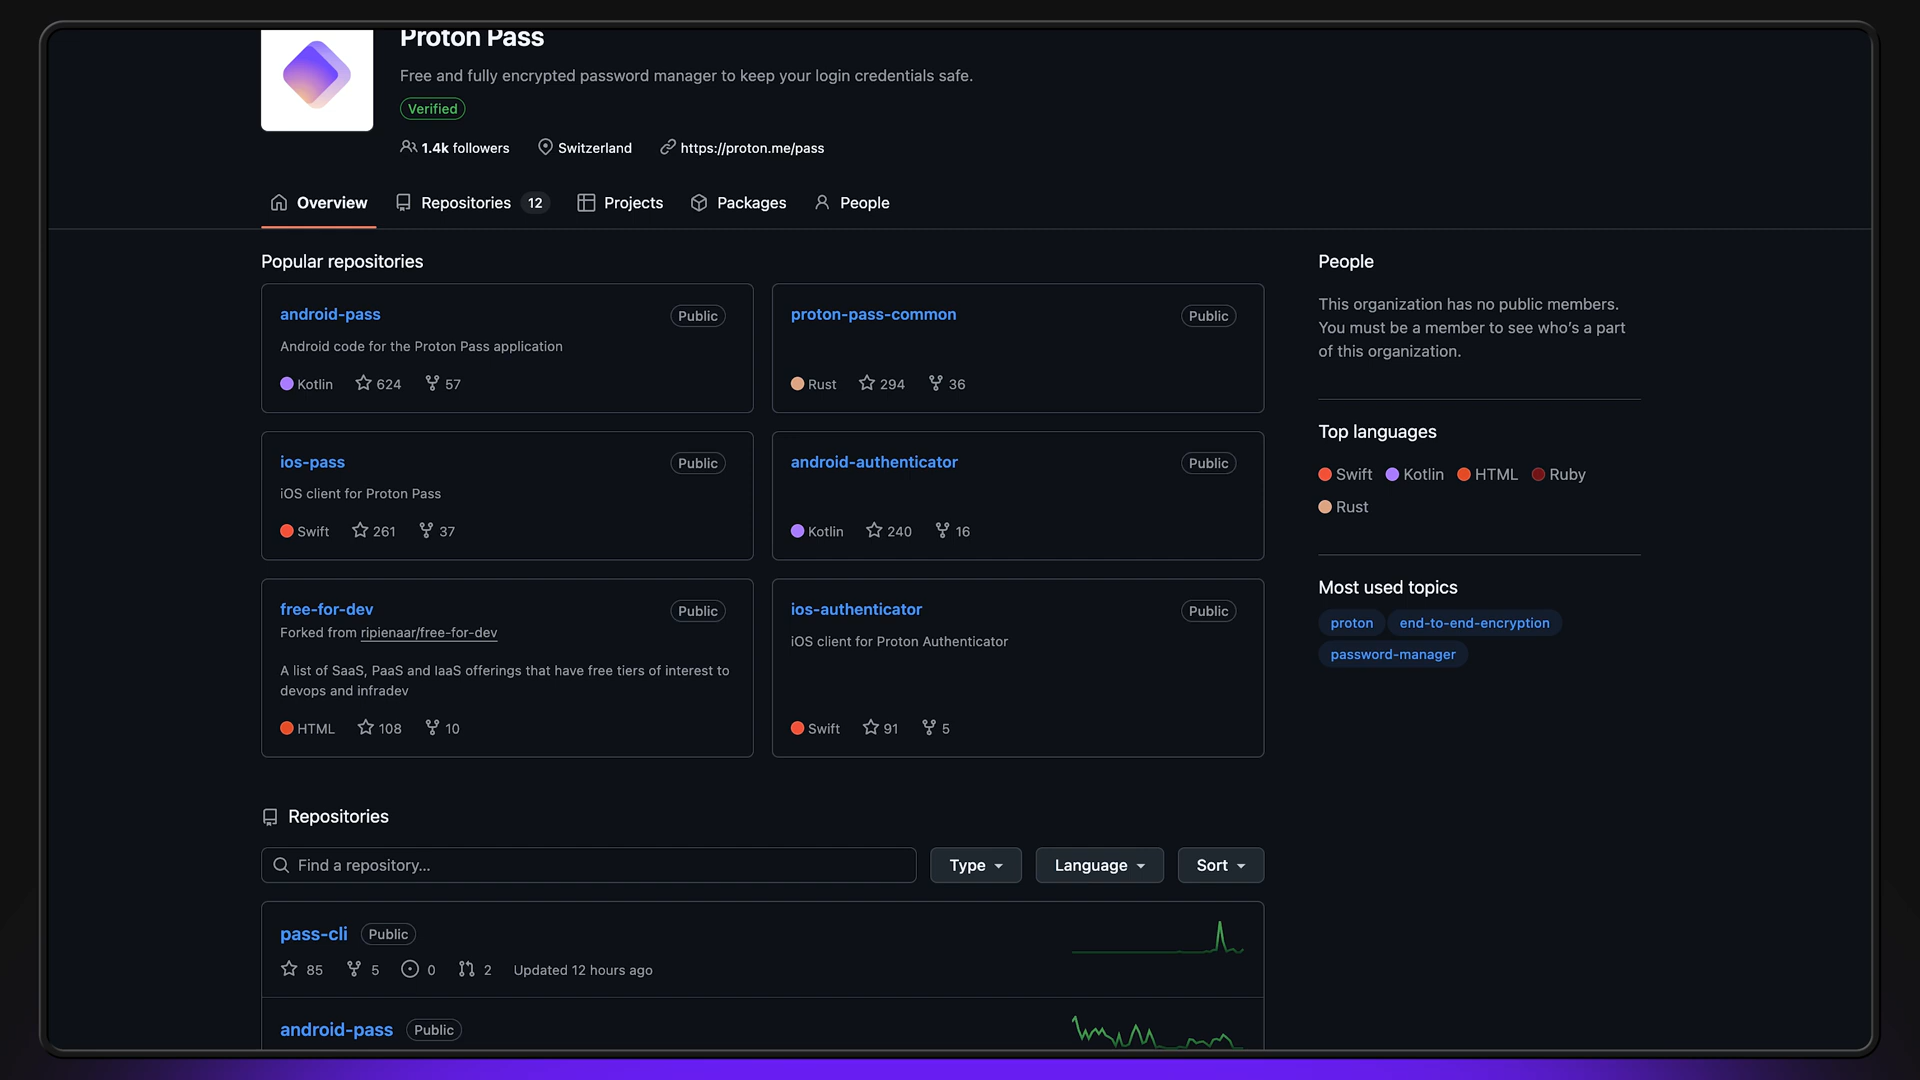 Proton Pass
Free and fully encrypted password manager to keep your login credentials safe.
Verified
1.4k followers
Switzerland
https://proton.me/pass
Overview
Repositories 12
Projects
Packages
People
Popular repositories
android-pass
Public
Android code for the Proton Pass application
Kotlin 624 57
proton-pass-common
Public
Rust 294 36
ios-pass
Public
iOS client for Proton Pass
Swift 261 37
android-authenticator
Public
Kotlin 240 16
free-for-dev
Public
Forked from ripienaar/free-for-dev
A list of SaaS, PaaS and IaaS offerings that have free tiers of interest to
devops and infradev
HTML 108 10
ios-authenticator
Public
iOS client for Proton Authenticator
Swift 91 5
Repositories
Find a repository...
Type
Language
Sort
pass-cli Public
85 5 0 2 Updated 12 hours ago
android-pass Public
People
This organization has no public members.
You must be a member to see who's a part
of this organization.
Top languages
Swift Kotlin HTML Ruby
Rust
Most used topics
proton end-to-end-encryption
password-manager